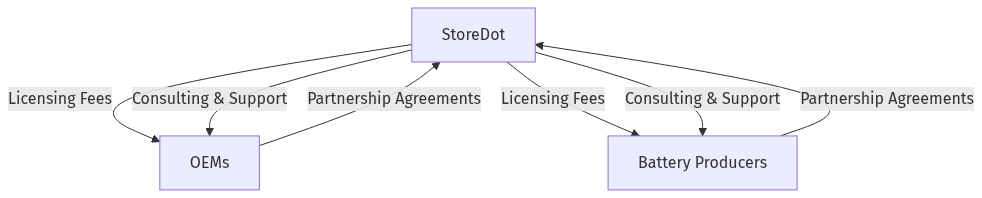 StoreDot
Licensing Fees
Consulting & Support
Partnership Agreements
Licensing Fees
Consulting & Support
Partnership Agreements
OEMs
Battery Producers